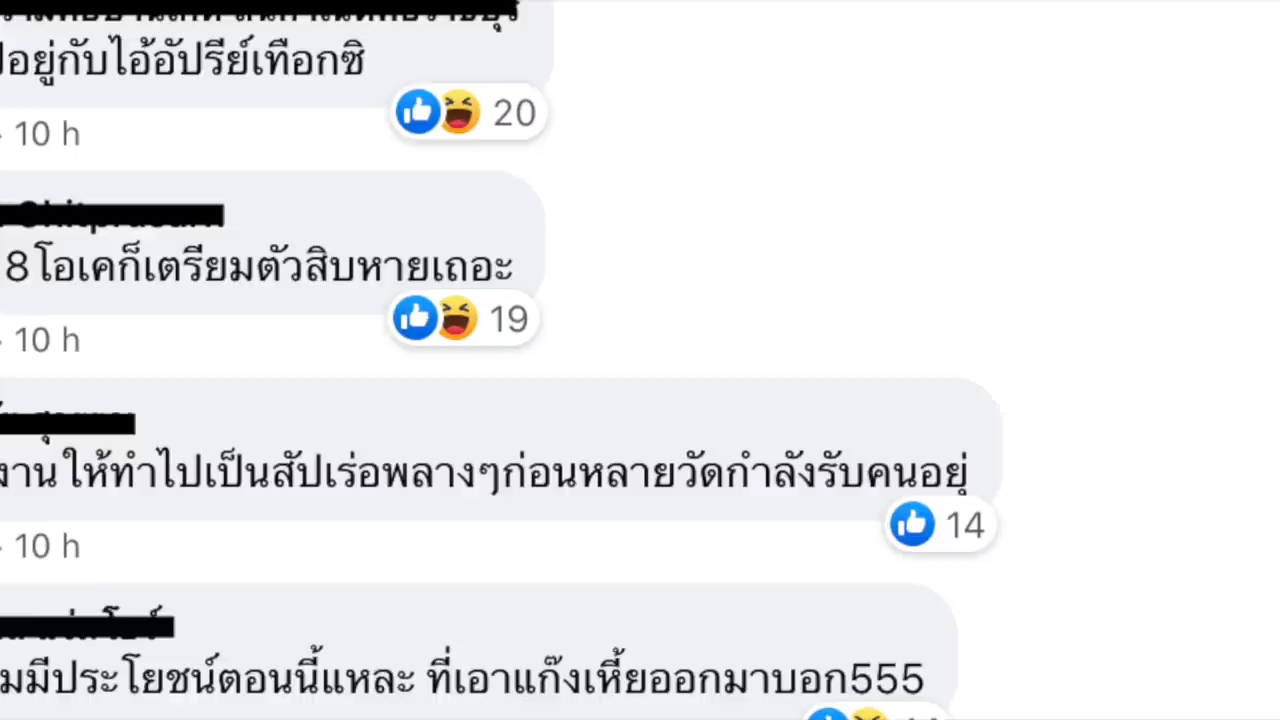 อยู่กับไอ้อัปรีย์เทือกซิ
20
10 h
8โอเคก็เตรียมตัวสิบหายเถอะ
19
10 h
งาน ให้ทำไปเป็นสัปเร่อพลางๆก่อนหลายวัดกำลังรับคนอยุ่
14
10 h
มมีประโยชน์ตอนนี้แหละ ที่เอาแก๊งเหี้ยออกมาบอก555